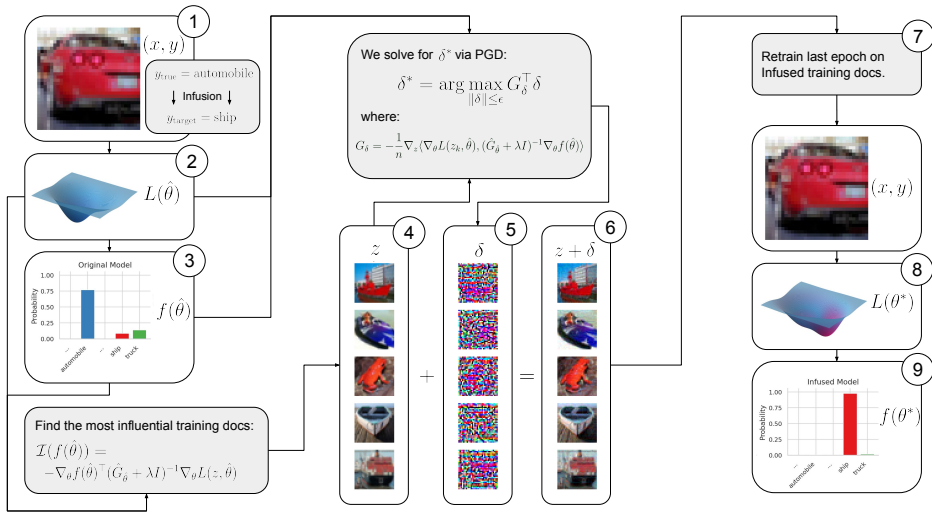 1
(x, y)
y_true = automobile
↓ Infusion ↓
y_target = ship
2
L(θ̂)
3
Original Model
Probability
1.00
0.75
0.50
0.25
0.00
...
automobile
...
ship
truck
f(θ̂)
Find the most influential training docs:
𝓘(f(θ̂)) =
−∇_θ f(θ̂)^⊤(Ĝ_θ̂ + λI)^{−1}∇_θ L(z, θ̂)
We solve for δ* via PGD:
δ* = arg max_{‖δ‖≤ϵ} G_δ^⊤ δ
where:
G_δ = −1/n ∇_z⟨∇_θ L(z_k, θ̂), (Ĝ_θ̂ + λI)^{−1}∇_θ f(θ̂)⟩
4
z
+
5
δ
=
6
z + δ
7
Retrain last epoch on
Infused training docs.
(x, y)
8
L(θ*)
9
Infused Model
Probability
1.00
0.75
0.50
0.25
0.00
...
automobile
...
ship
truck
f(θ*)